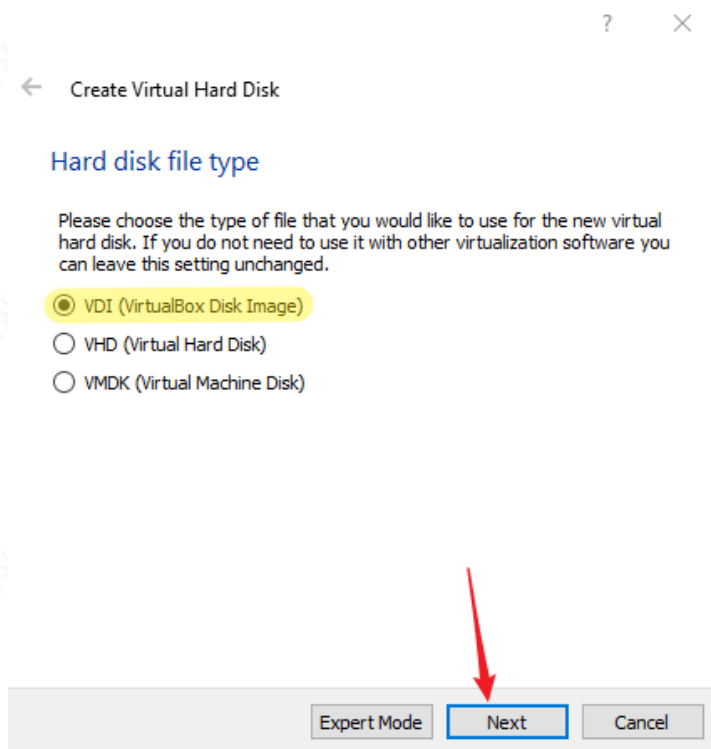 ?
Create Virtual Hard Disk
Hard disk file type
Please choose the type of file that you would like to use for the new virtual
hard disk. If you do not need to use it with other virtualization software you
can leave this setting unchanged.
VDI (VirtualBox Disk Image)
VHD (Virtual Hard Disk)
VMDK (Virtual Machine Disk)
Expert Mode Next Cancel